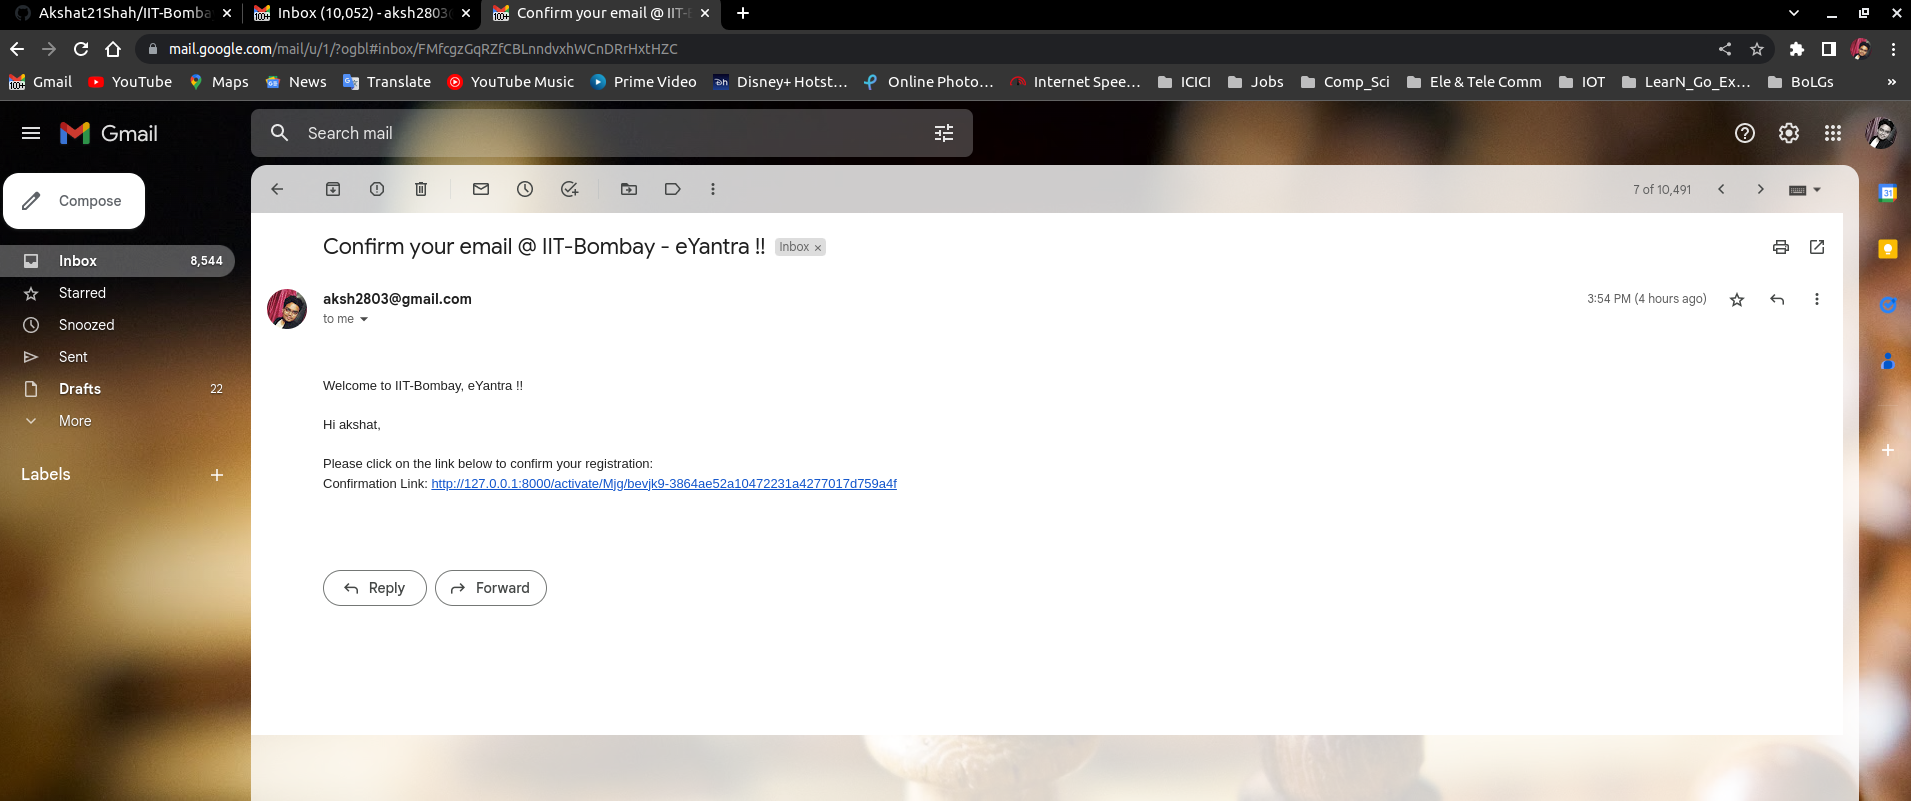 Akshat21Shah/IIT-Bomba
Inbox (10,052) - aksh2803
Confirm your email @ IIT-E
mail.google.com/mail/u/1/?ogbl#inbox/FMfcgzGqRZfCBLnndvxhWCnDRrHxtHZC
Gmail YouTube Maps News Translate YouTube Music Prime Video Disney+ Hotst... Online Photo... Internet Spee... ICICI Jobs Comp_Sci Ele & Tele Comm IOT LearN_Go_Ex... BoLGs »
Gmail
Search mail
Compose
7 of 10,491
Inbox 8,544
Starred
Snoozed
Sent
Drafts 22
More
Labels
Confirm your email @ IIT-Bombay - eYantra !! Inbox ×
aksh2803@gmail.com
3:54 PM (4 hours ago)
to me
Welcome to IIT-Bombay, eYantra !!
Hi akshat,
Please click on the link below to confirm your registration:
Confirmation Link: http://127.0.0.1:8000/activate/Mjg/bevjk9-3864ae52a10472231a4277017d759a4f
Reply
Forward